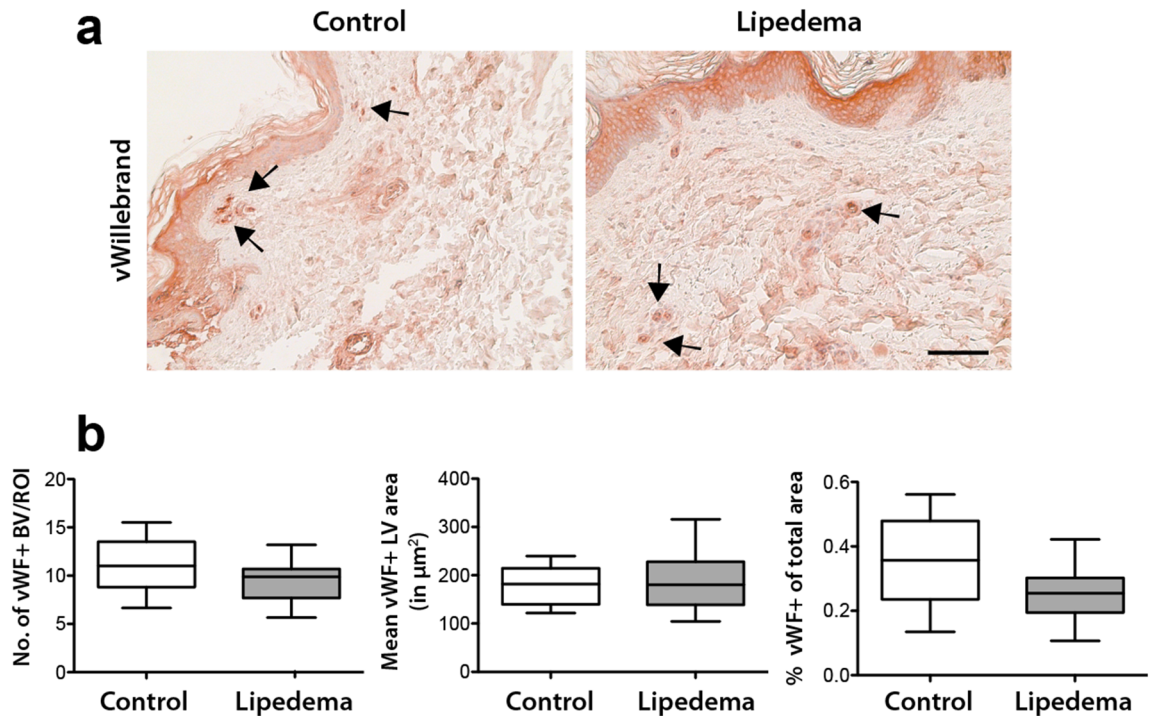 a
Control
Lipedema
vWillebrand
b
No. of vWF+ BV/ROI
20
15
10
5
0
Control
Lipedema
Mean vWF+ LV area
(in μm²)
400
300
200
100
0
Control
Lipedema
% vWF+ of total area
0.6
0.4
0.2
0.0
Control
Lipedema